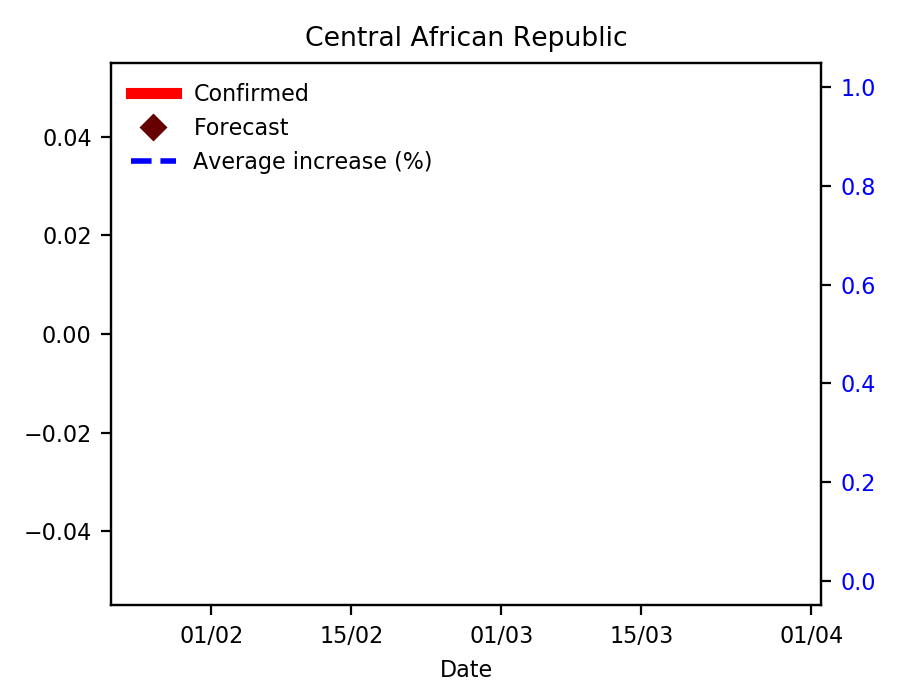 Central African Republic
Confirmed
Forecast
Average increase (%)
0.04
0.02
0.00
−0.02
−0.04
1.0
0.8
0.6
0.4
0.2
0.0
01/02 15/02 01/03 15/03 01/04
Date